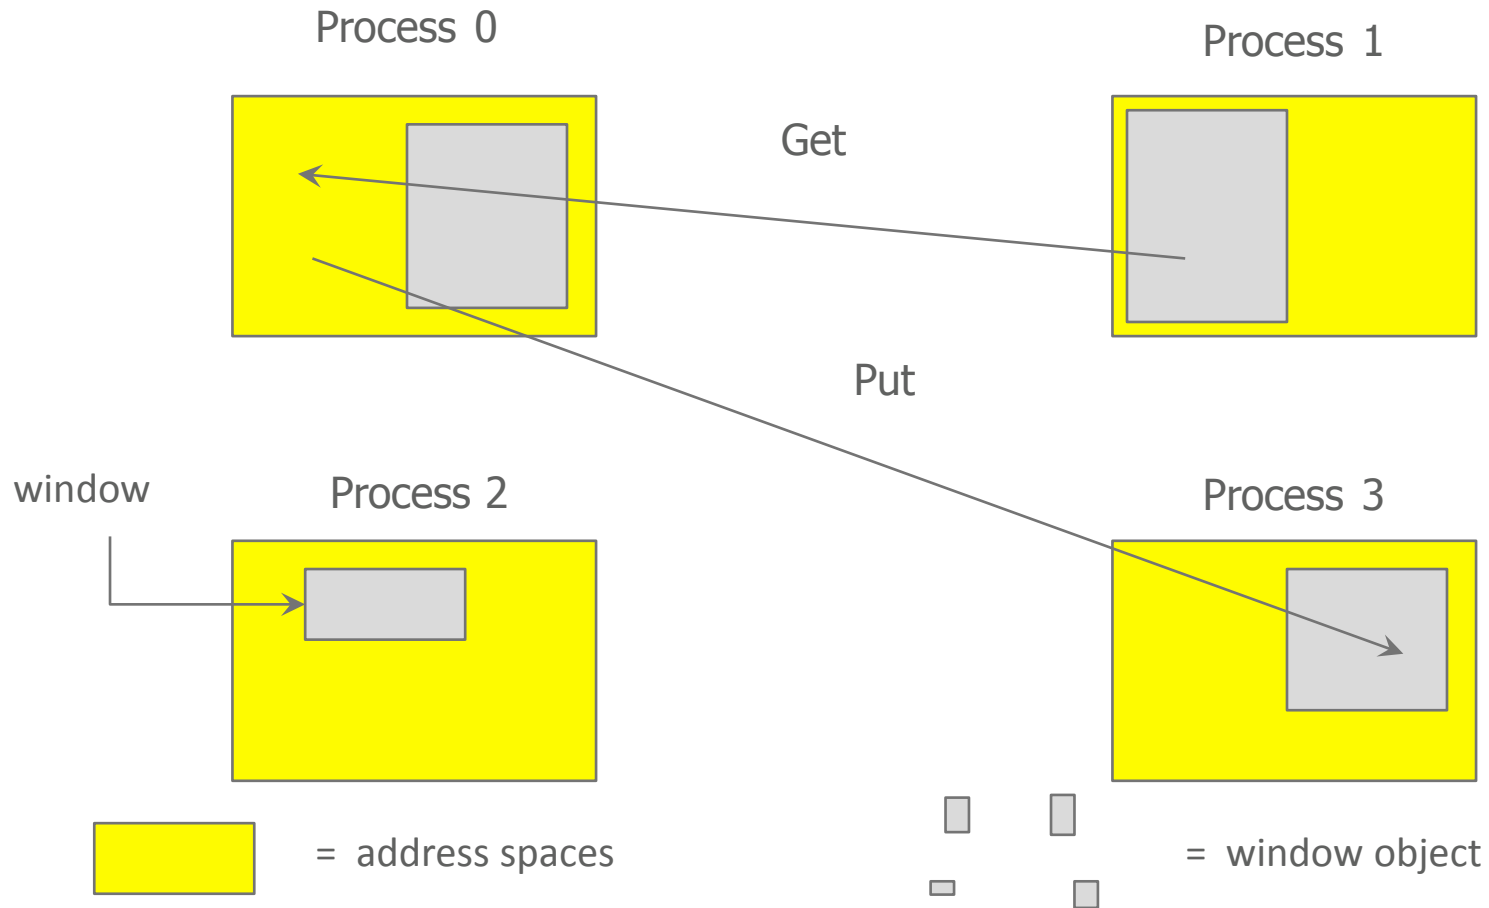 Process 0
Process 1
Get
Put
window
Process 2
Process 3
= address spaces
= window object